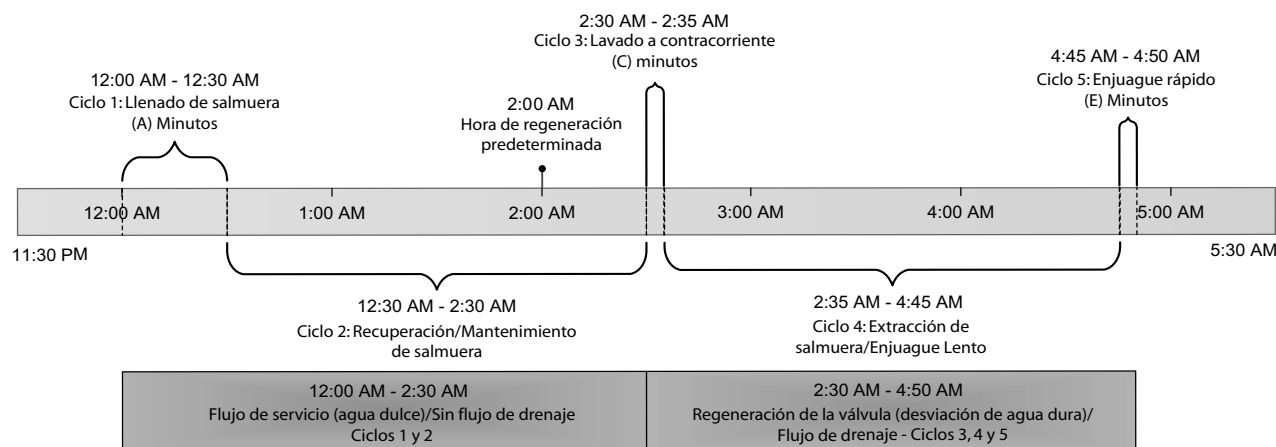 2:30 AM - 2:35 AM
Ciclo 3: Lavado a contracorriente
(C) minutos
4:45 AM - 4:50 AM
Ciclo 5: Enjuague rápido
(E) Minutos
12:00 AM - 12:30 AM
Ciclo 1: Llenado de salmuera
(A) Minutos
2:00 AM
Hora de regeneración
predeterminada
12:00 AM
1:00 AM
2:00 AM
3:00 AM
4:00 AM
5:00 AM
11:30 PM
5:30 AM
12:30 AM - 2:30 AM
Ciclo 2: Recuperación/Mantenimiento
de salmuera
2:35 AM - 4:45 AM
Ciclo 4: Extracción de
salmuera/Enjuague Lento
12:00 AM - 2:30 AM
Flujo de servicio (agua dulce)/Sin flujo de drenaje
Ciclos 1 y 2
2:30 AM - 4:50 AM
Regeneración de la válvula (desviación de agua dura)/
Flujo de drenaje - Ciclos 3, 4 y 5